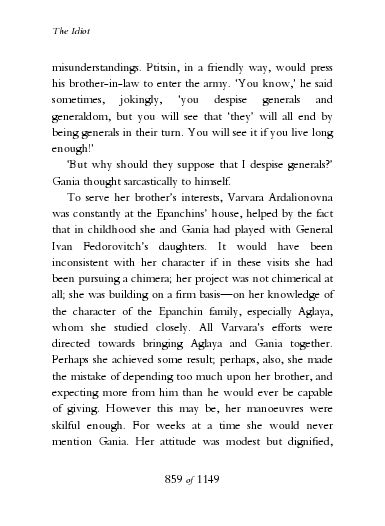 The Idiot
misunderstandings. Ptitsin, in a friendly way, would press
his brother-in-law to enter the army. 'You know,' he said
sometimes, jokingly, 'you despise generals and
generaldom, but you will see that 'they' will all end by
being generals in their turn. You will see it if you live long
enough!'
'But why should they suppose that I despise generals?'
Gania thought sarcastically to himself.
To serve her brother's interests, Varvara Ardalionovna
was constantly at the Epanchins' house, helped by the fact
that in childhood she and Gania had played with General
Ivan Fedorovitch's daughters. It would have been
inconsistent with her character if in these visits she had
been pursuing a chimera; her project was not chimerical at
all; she was building on a firm basis—on her knowledge of
the character of the Epanchin family, especially Aglaya,
whom she studied closely. All Varvara's efforts were
directed towards bringing Aglaya and Gania together.
Perhaps she achieved some result; perhaps, also, she made
the mistake of depending too much upon her brother, and
expecting more from him than he would ever be capable
of giving. However this may be, her manoeuvres were
skilful enough. For weeks at a time she would never
mention Gania. Her attitude was modest but dignified,
859 of 1149